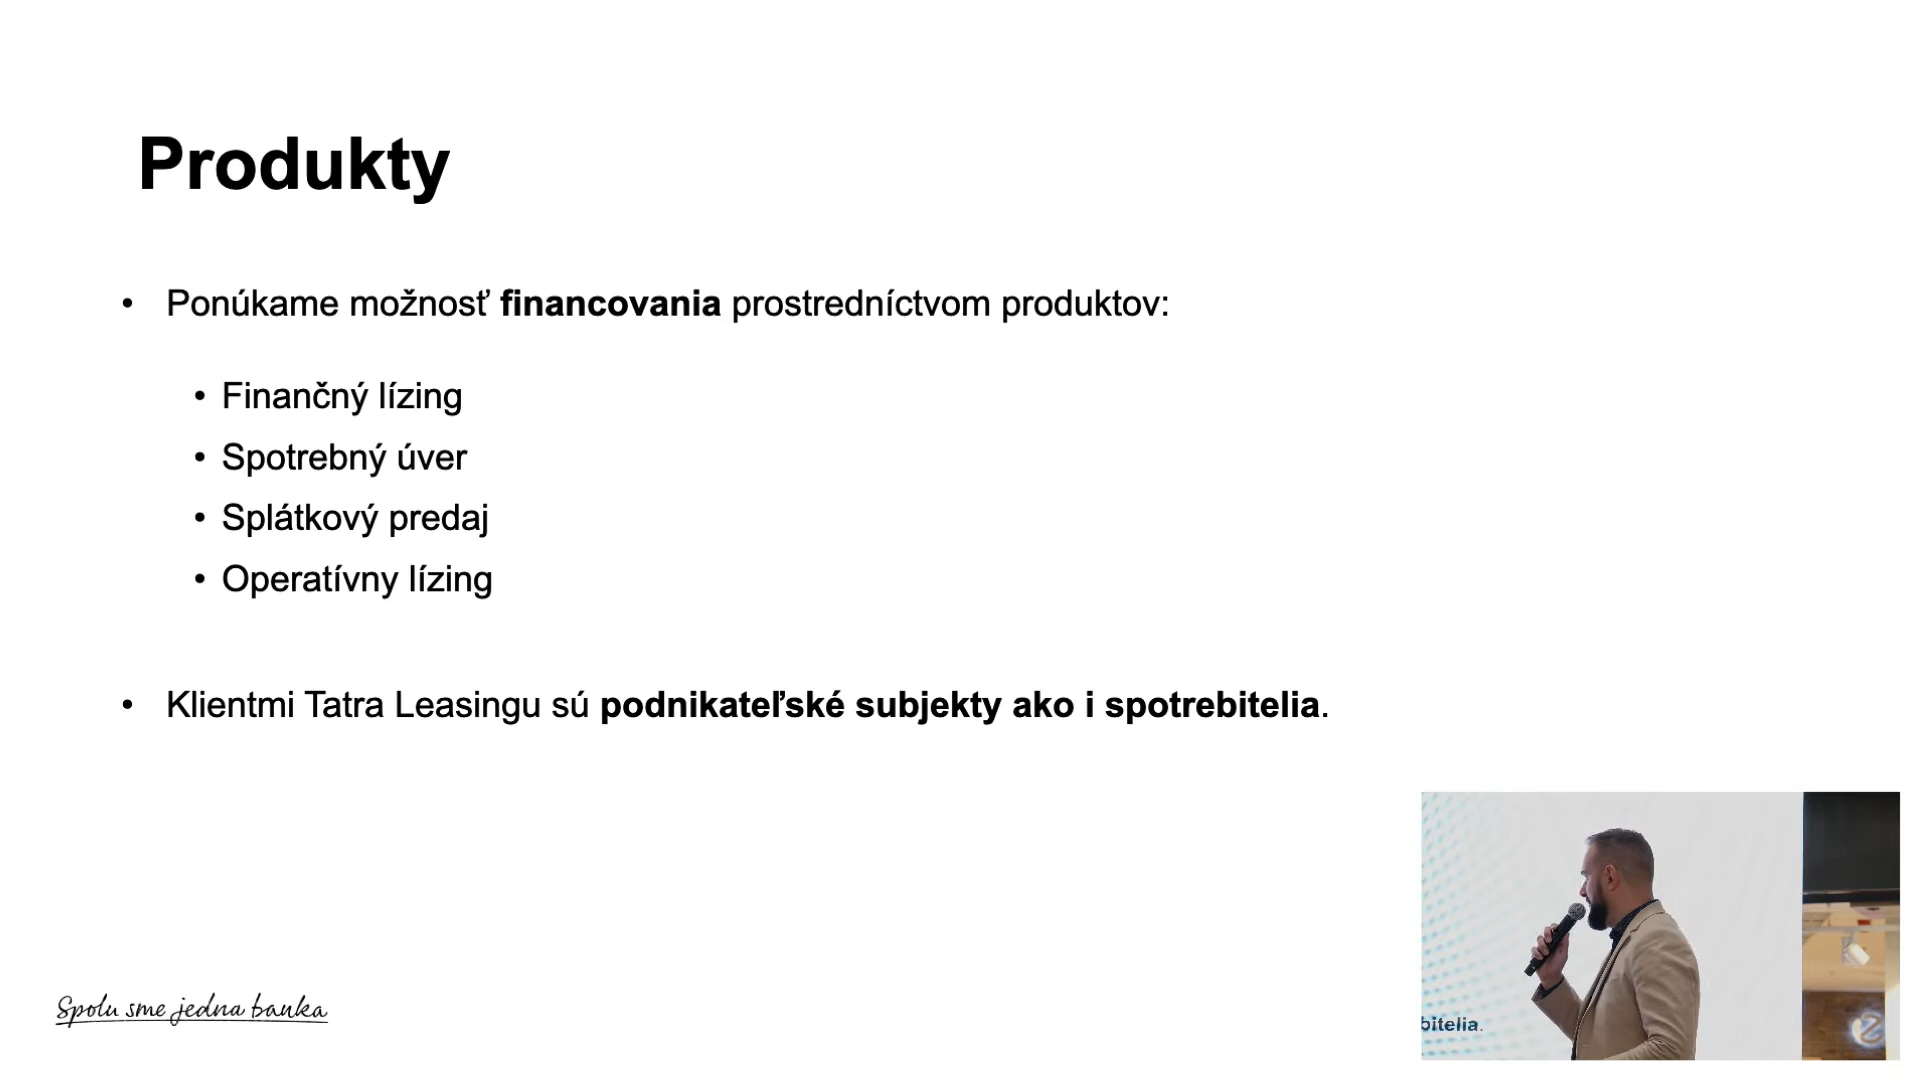 Produkty
• Ponúkame možnosť financovania prostredníctvom produktov:
• Finančný lízing
• Spotrebný úver
• Splátkový predaj
• Operatívny lízing
• Klientmi Tatra Leasingu sú podnikateľské subjekty ako i spotrebitelia.
Spolu sme jedna banka
bitelia.